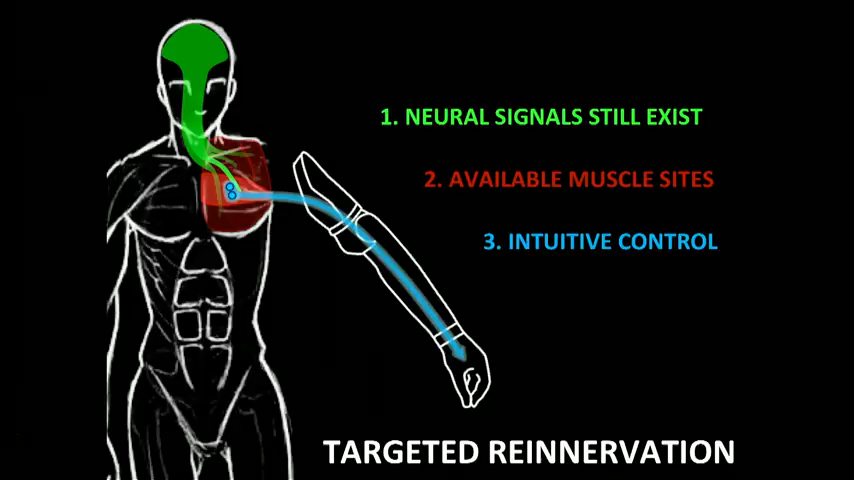 1. NEURAL SIGNALS STILL EXIST
2. AVAILABLE MUSCLE SITES
3. INTUITIVE CONTROL
TARGETED REINNERVATION